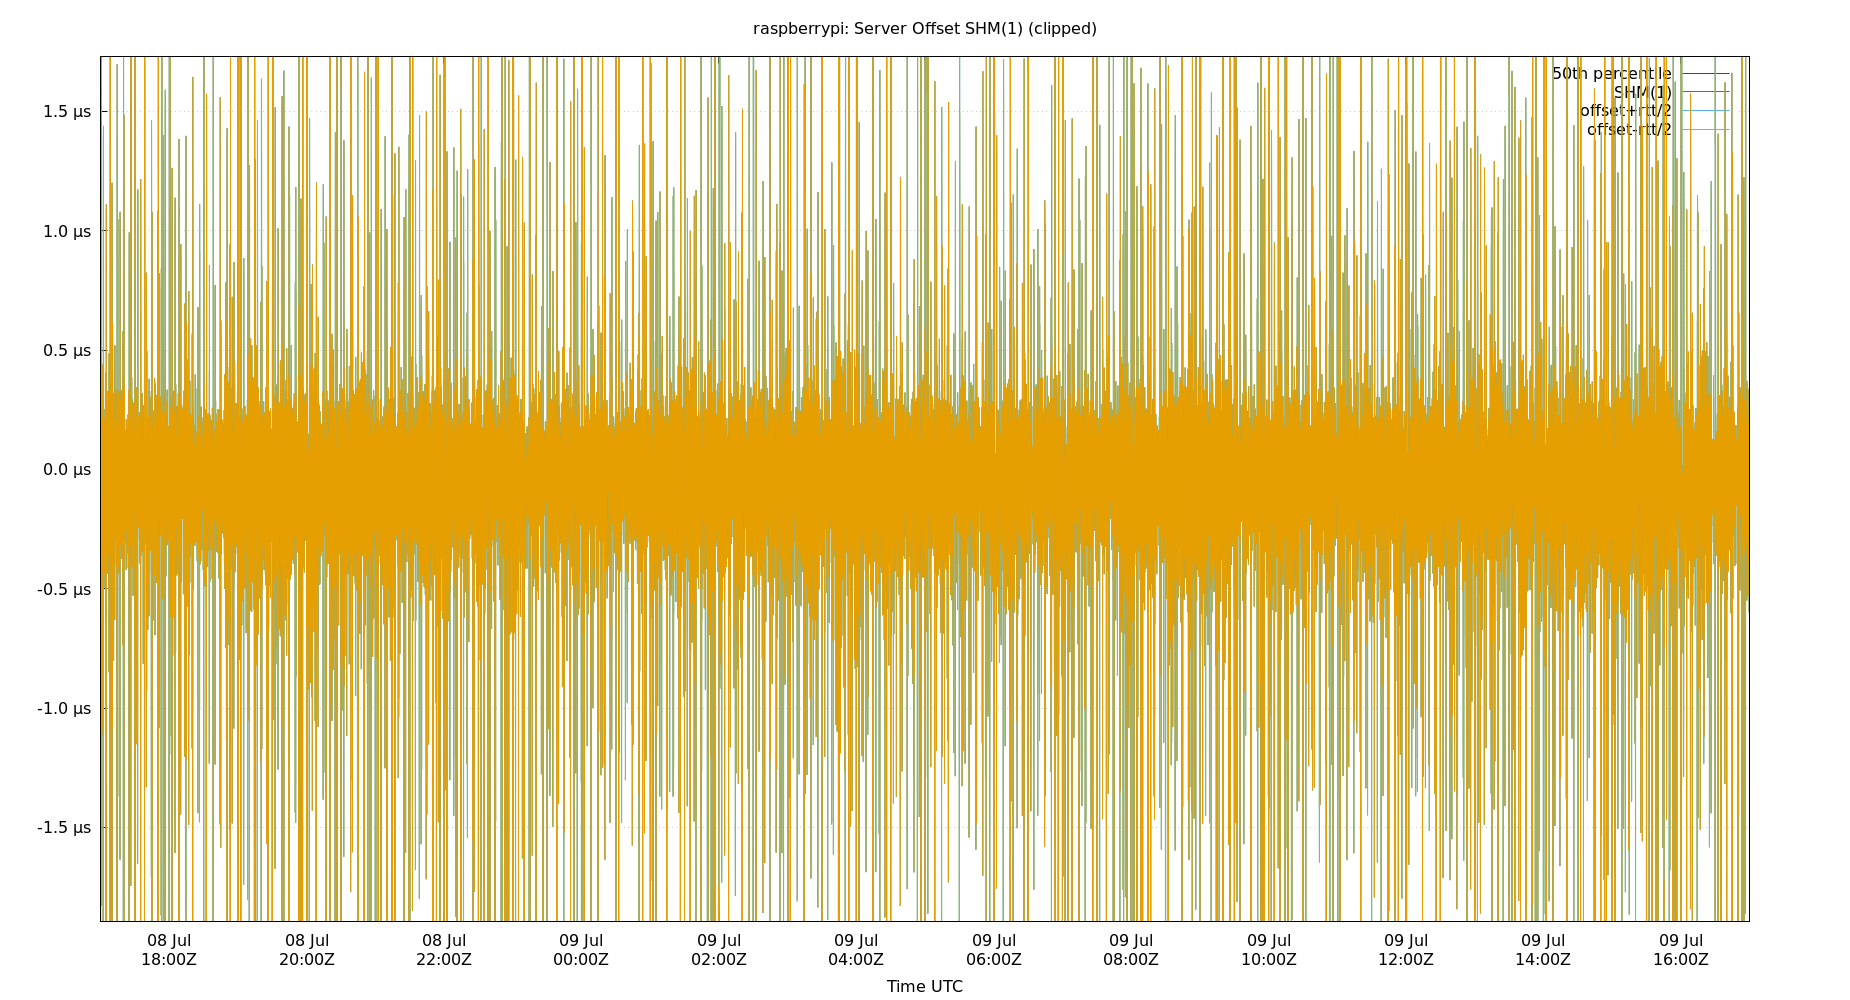 raspberrypi: Server Offset SHM(1) (clipped)
50th percentile
SHM(1)
offset+rtt/2
offset-rtt/2
1.5 µs
1.0 µs
0.5 µs
0.0 µs
-0.5 µs
-1.0 µs
-1.5 µs
08 Jul 08 Jul 08 Jul 09 Jul 09 Jul 09 Jul 09 Jul 09 Jul 09 Jul 09 Jul 09 Jul 09 Jul
18:00Z 20:00Z 22:00Z 00:00Z 02:00Z 04:00Z 06:00Z 08:00Z 10:00Z 12:00Z 14:00Z 16:00Z
Time UTC